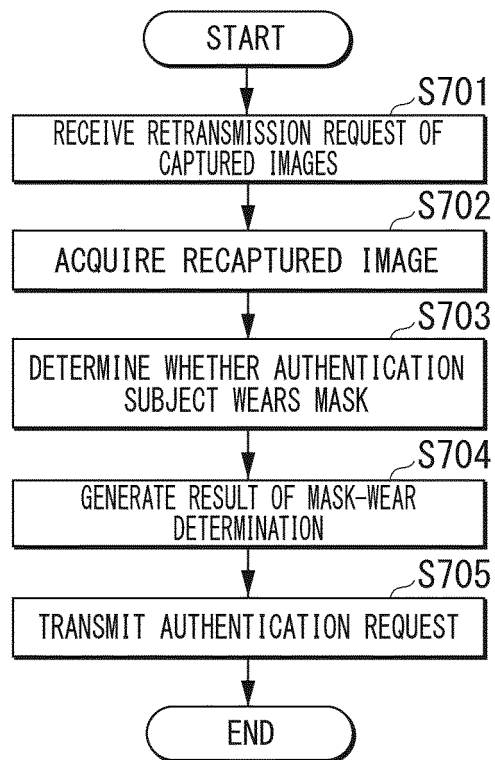 START
S701
RECEIVE RETRANSMISSION REQUEST OF
CAPTURED IMAGES
S702
ACQUIRE RECAPTURED IMAGE
S703
DETERMINE WHETHER AUTHENTICATION
SUBJECT WEARS MASK
S704
GENERATE RESULT OF MASK-WEAR
DETERMINATION
S705
TRANSMIT AUTHENTICATION REQUEST
END